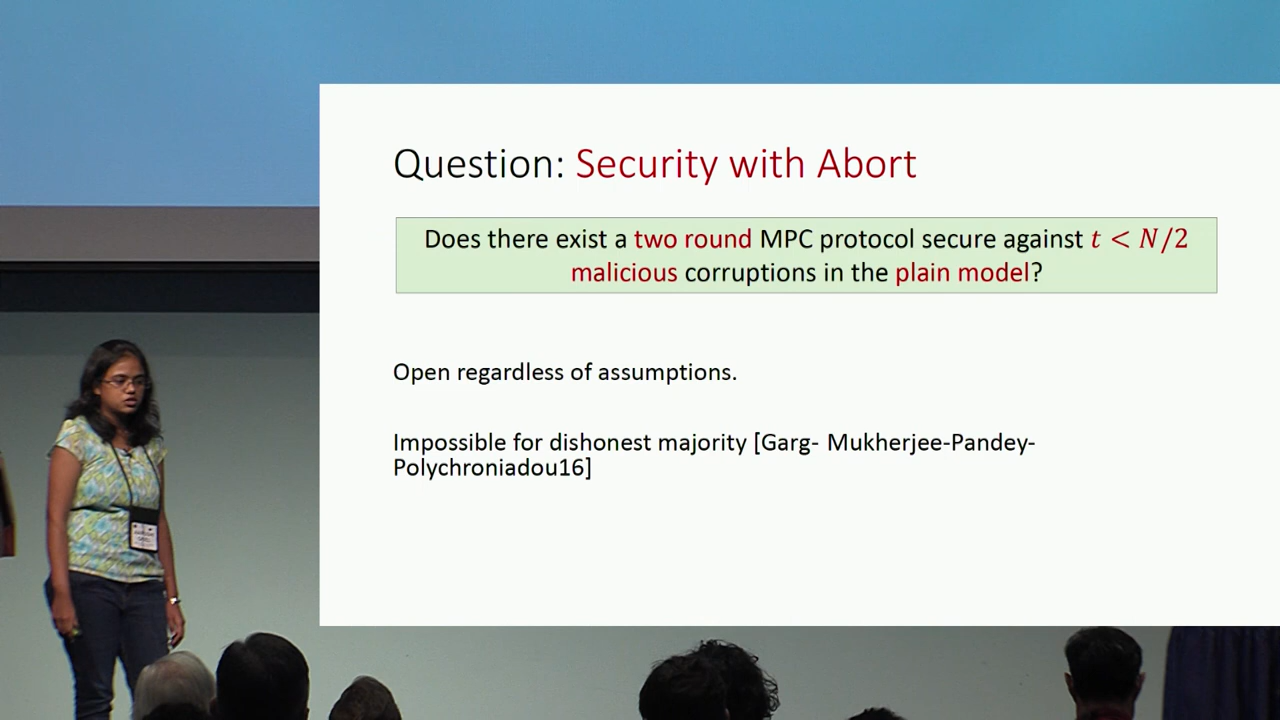 Question: Security with Abort
Does there exist a two round MPC protocol secure against t < N/2
malicious corruptions in the plain model?
Open regardless of assumptions.
Impossible for dishonest majority [Garg- Mukherjee-Pandey-
Polychroniadou16]